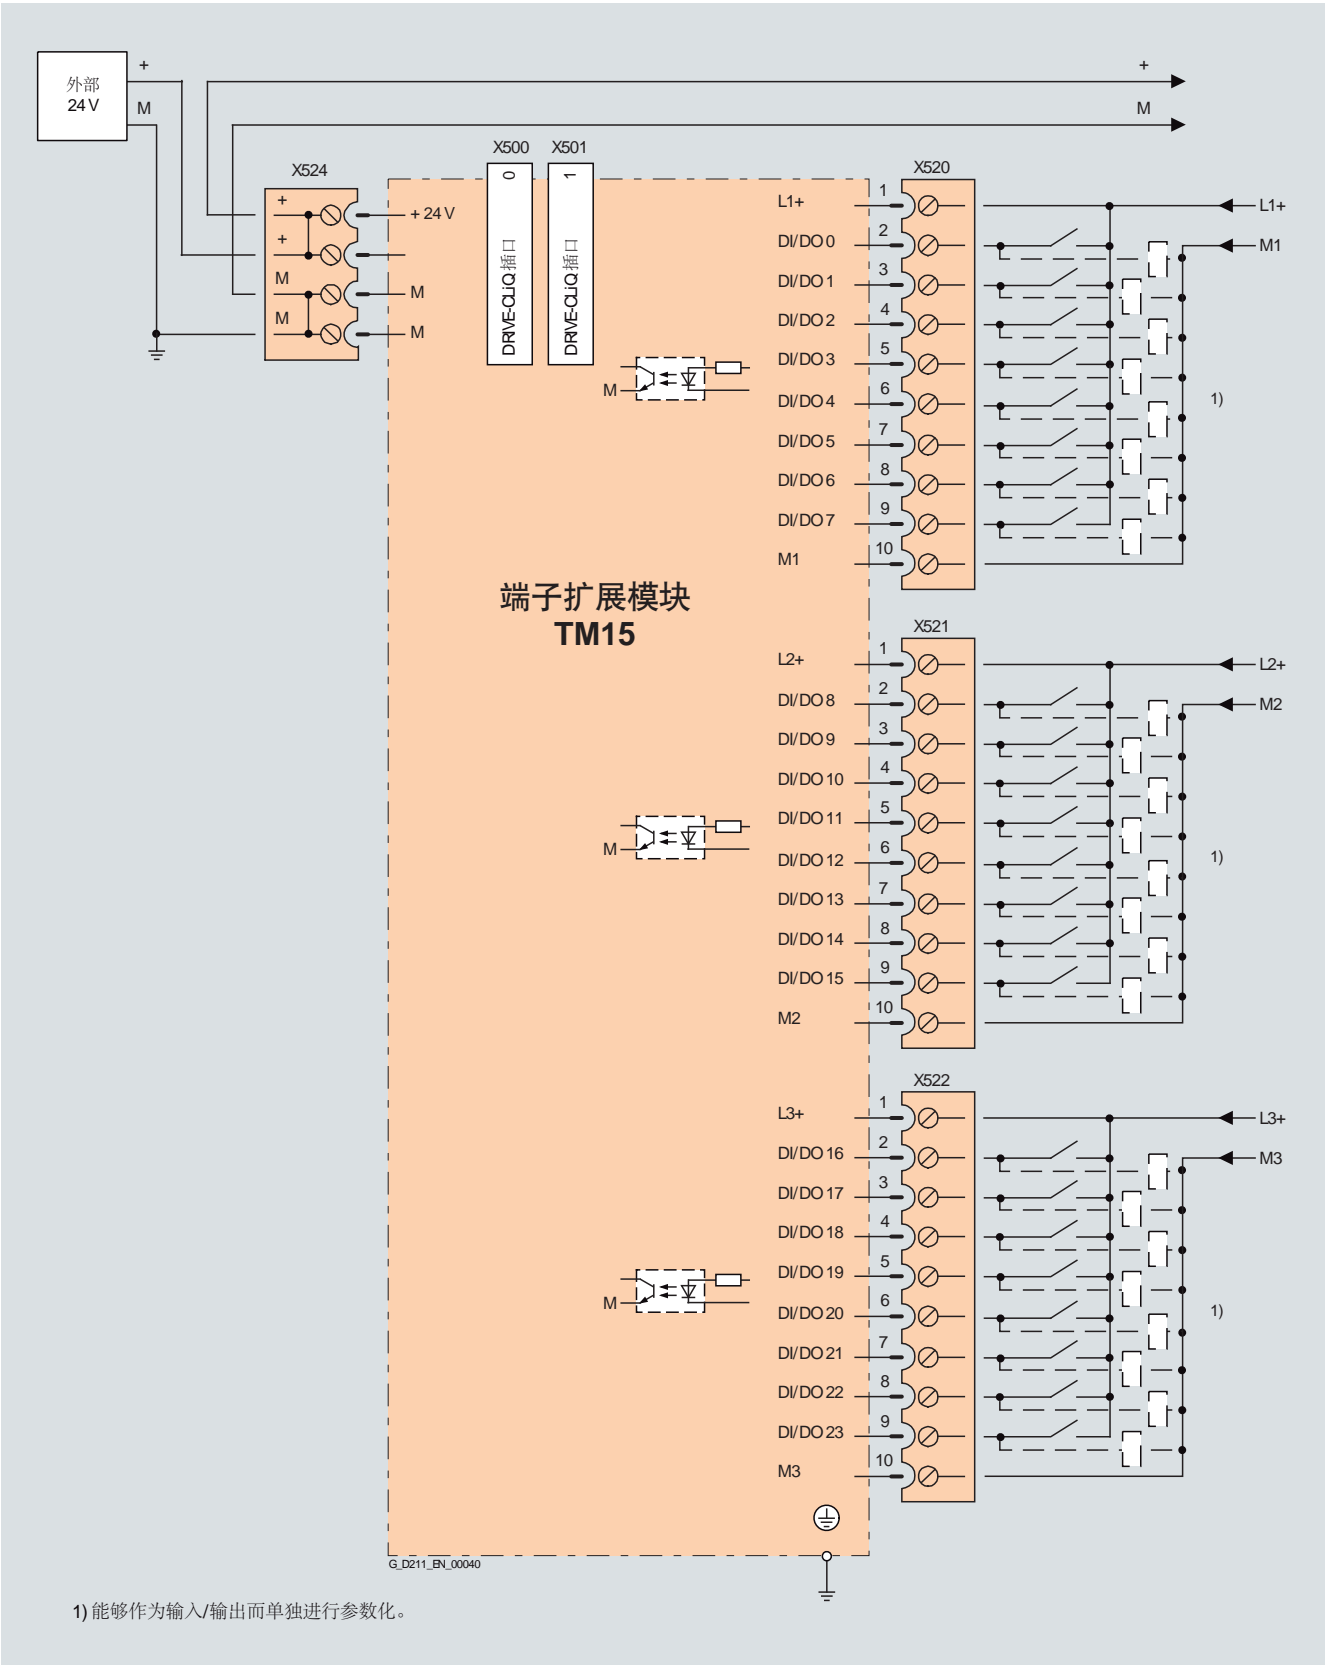 外部
24 V
+
M
+
M
X524
+
+
M
M
+ 24 V
M
M
X500
X501
0
DRIVE-CLiQ 插口
1
DRIVE-CLiQ 插口
端子扩展模块
TM15
X520
L1+ 1
DI/DO 0 2
DI/DO 1 3
DI/DO 2 4
DI/DO 3 5
DI/DO 4 6
DI/DO 5 7
DI/DO 6 8
DI/DO 7 9
M1 10
M
L1+
M1
1)
X521
L2+ 1
DI/DO 8 2
DI/DO 9 3
DI/DO 10 4
DI/DO 11 5
DI/DO 12 6
DI/DO 13 7
DI/DO 14 8
DI/DO 15 9
M2 10
M
L2+
M2
1)
X522
L3+ 1
DI/DO 16 2
DI/DO 17 3
DI/DO 18 4
DI/DO 19 5
DI/DO 20 6
DI/DO 21 7
DI/DO 22 8
DI/DO 23 9
M3 10
M
L3+
M3
1)
G_D211_EN_00040
1) 能够作为输入/输出而单独进行参数化。